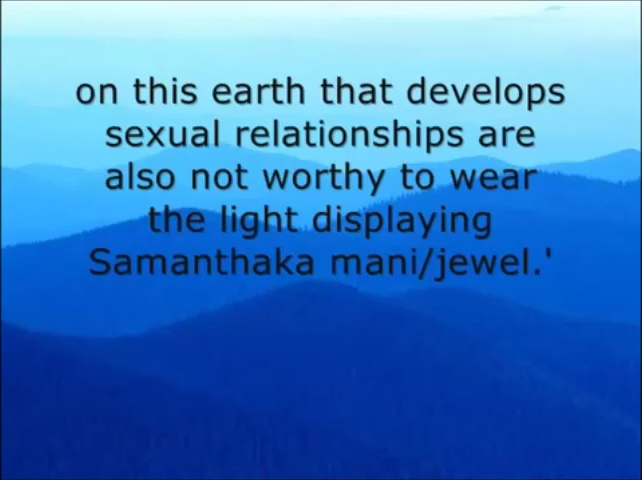 on this earth that develops
sexual relationships are
also not worthy to wear
the light displaying
Samanthaka mani/jewel.'